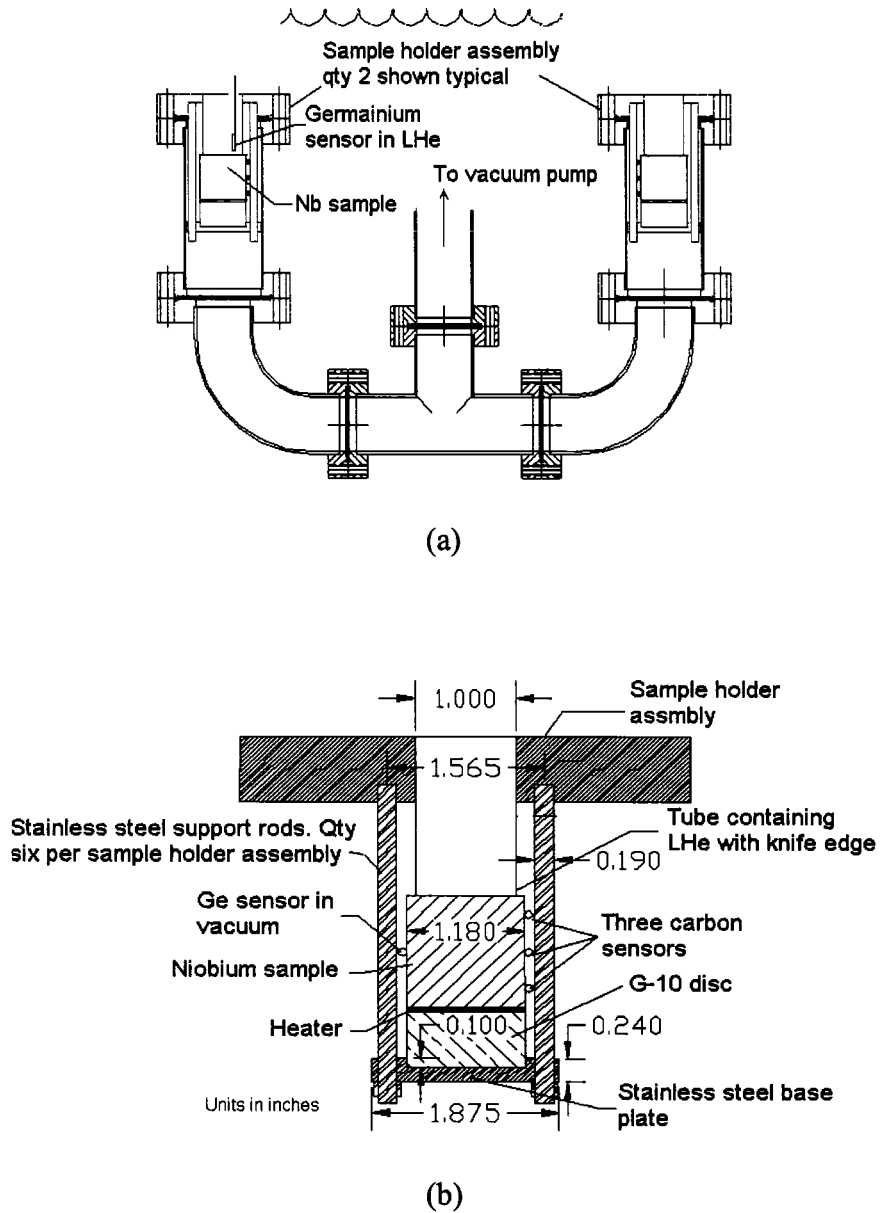 Sample holder assembly
qty 2 shown typical
Germainium
sensor in LHe
To vacuum pump
Nb sample
(a)
1.000
Sample holder
assmbly
1.565
Stainless steel support rods. Qty
six per sample holder assembly
Tube containing
LHe with knife edge
0.190
Ge sensor in
vacuum
1.180
Three carbon
sensors
Niobium sample
G-10 disc
Heater
0.100
0.240
Units in inches
1.875
Stainless steel base
plate
(b)